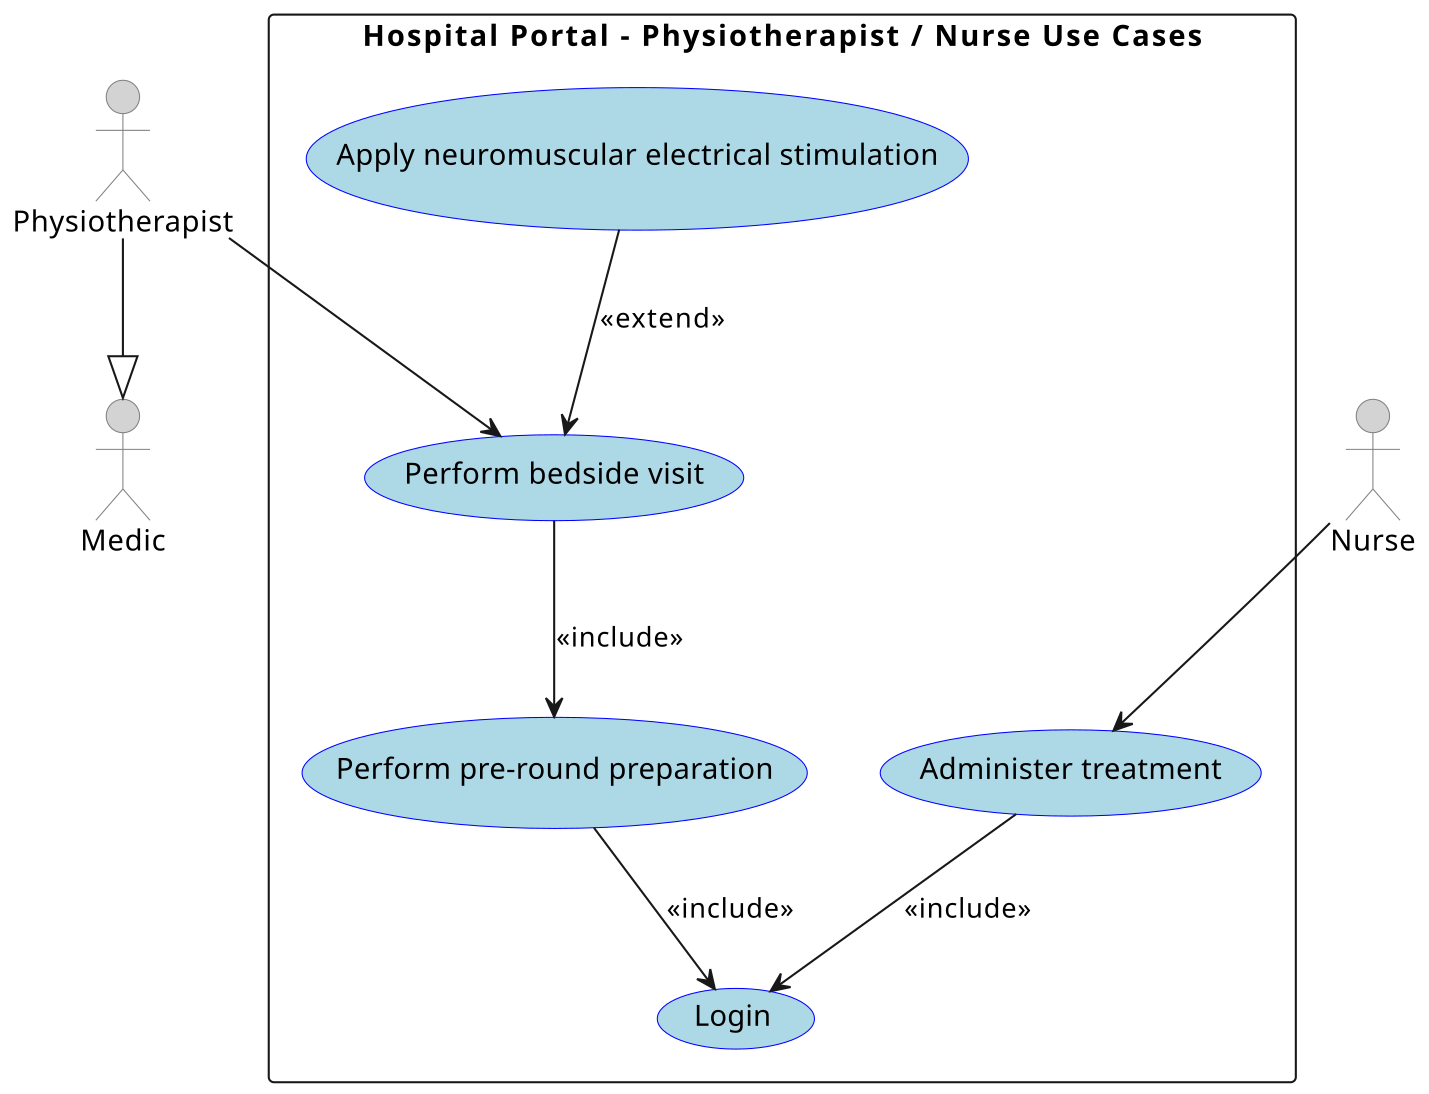 Hospital Portal - Physiotherapist / Nurse Use Cases
Apply neuromuscular electrical stimulation
Physiotherapist
«extend»
Perform bedside visit
Medic
Nurse
«include»
Perform pre-round preparation
Administer treatment
«include»
«include»
Login